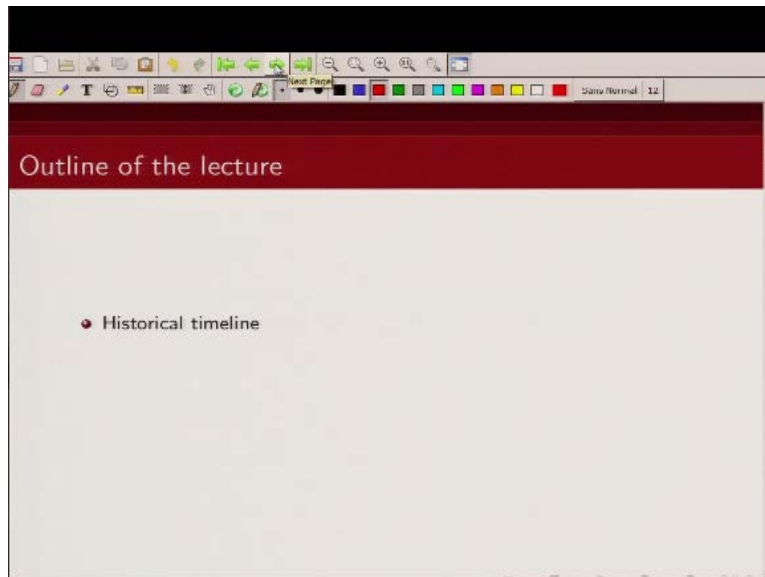 T
Next Page
Sans Normal 12
Outline of the lecture
Historical timeline